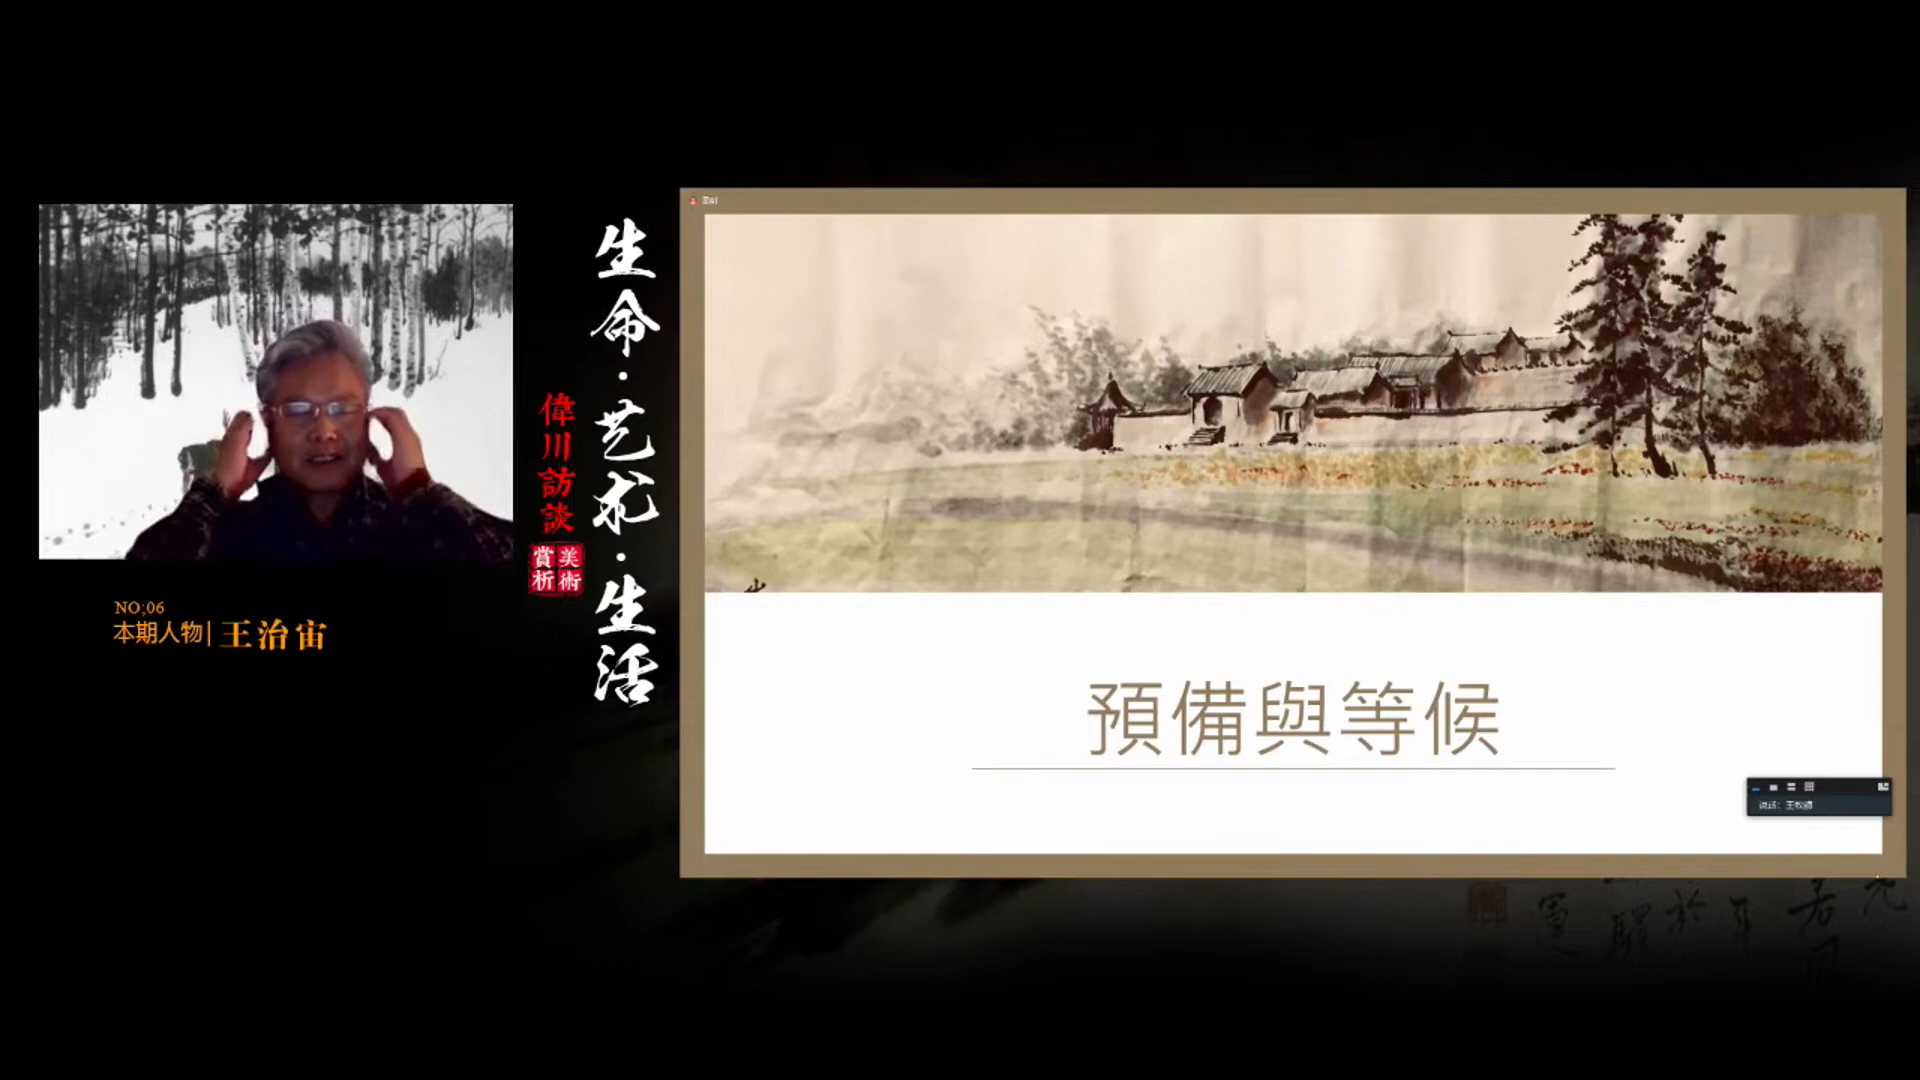 NO;06
本期人物| 王治宙
偉川訪談
美術
賞析
生命·艺术·生活
預備與等候